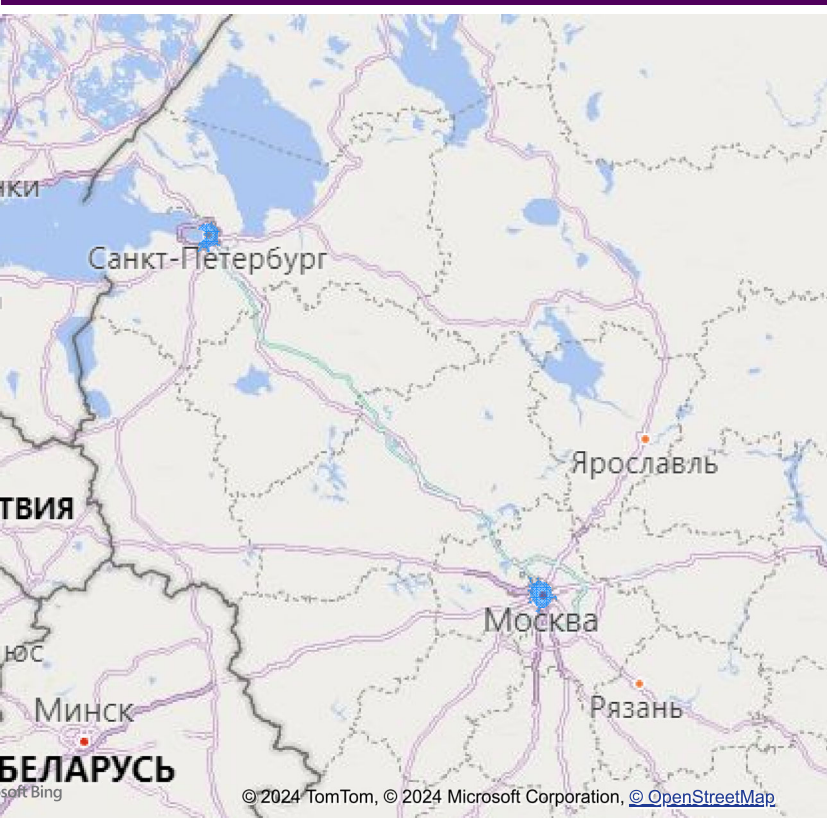 нки
Санкт-Петербург
Ярославль
ТВИЯ
Москва
юс
Рязань
Минск
БЕЛАРУСЬ
soft Bing
© 2024 TomTom, © 2024 Microsoft Corporation, © OpenStreetMap